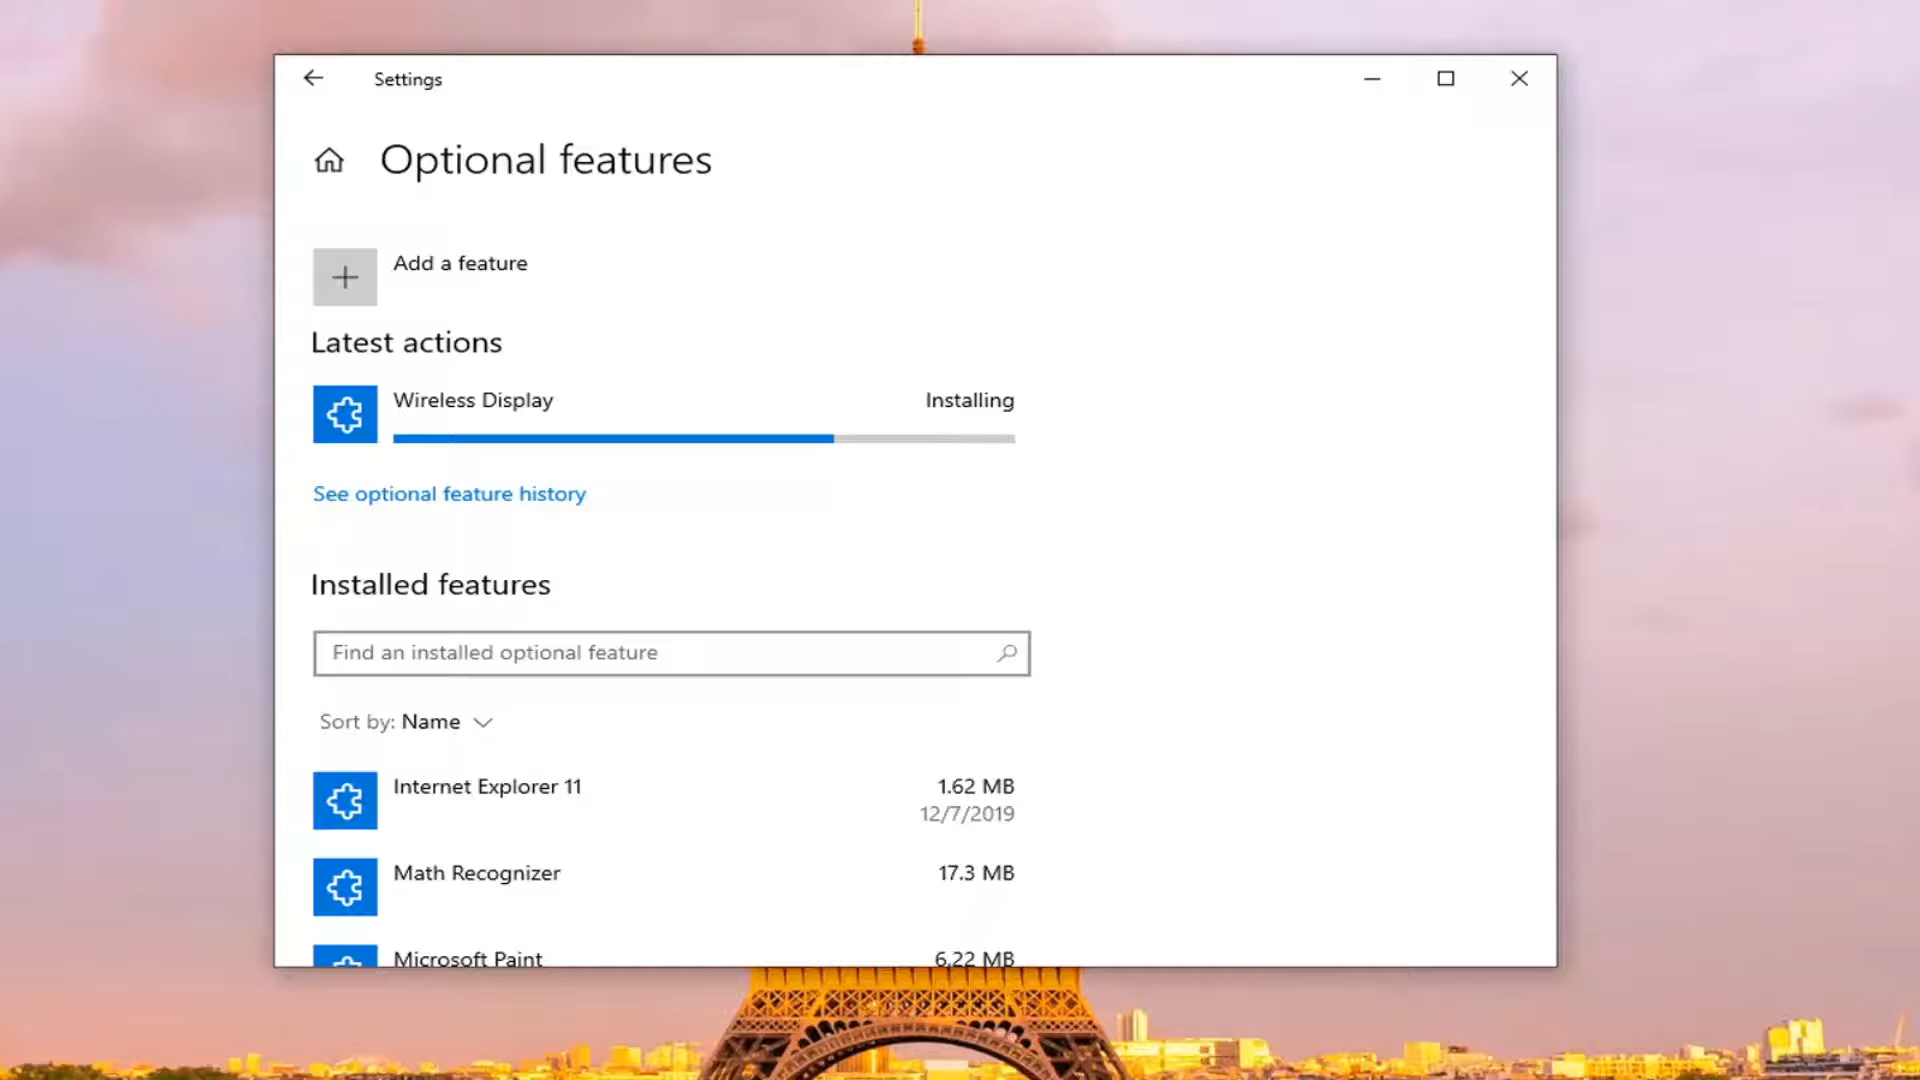 Settings
Optional features
Add a feature
Latest actions
Wireless Display
Installing
See optional feature history
Installed features
Find an installed optional feature
Sort by: Name
Internet Explorer 11
1.62 MB
12/7/2019
Math Recognizer
17.3 MB
Microsoft Paint
6.22 MB